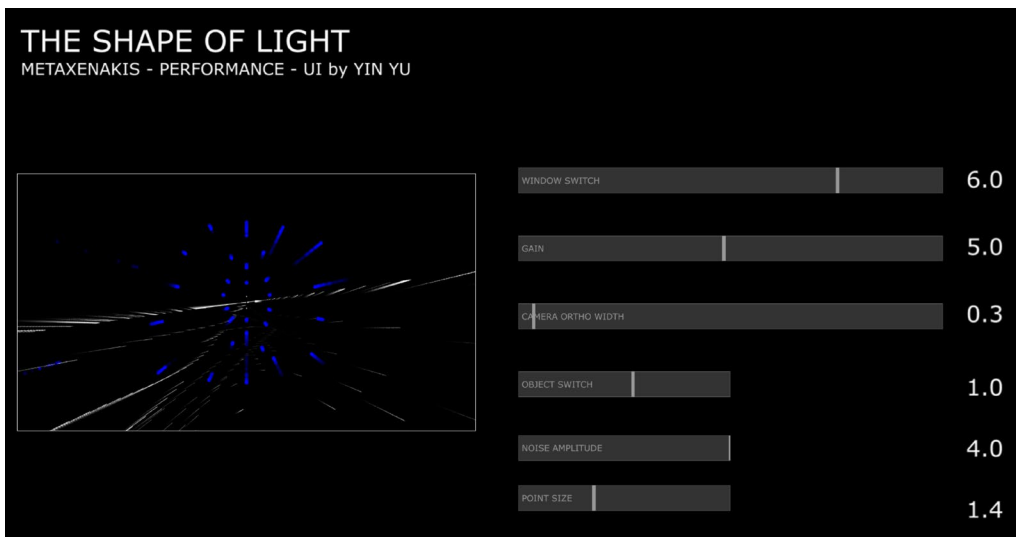 THE SHAPE OF LIGHT
METAXENAKIS - PERFORMANCE - UI by YIN YU
WINDOW SWITCH 6.0
GAIN 5.0
CAMERA ORTHO WIDTH 0.3
OBJECT SWITCH 1.0
NOISE AMPLITUDE 4.0
POINT SIZE 1.4